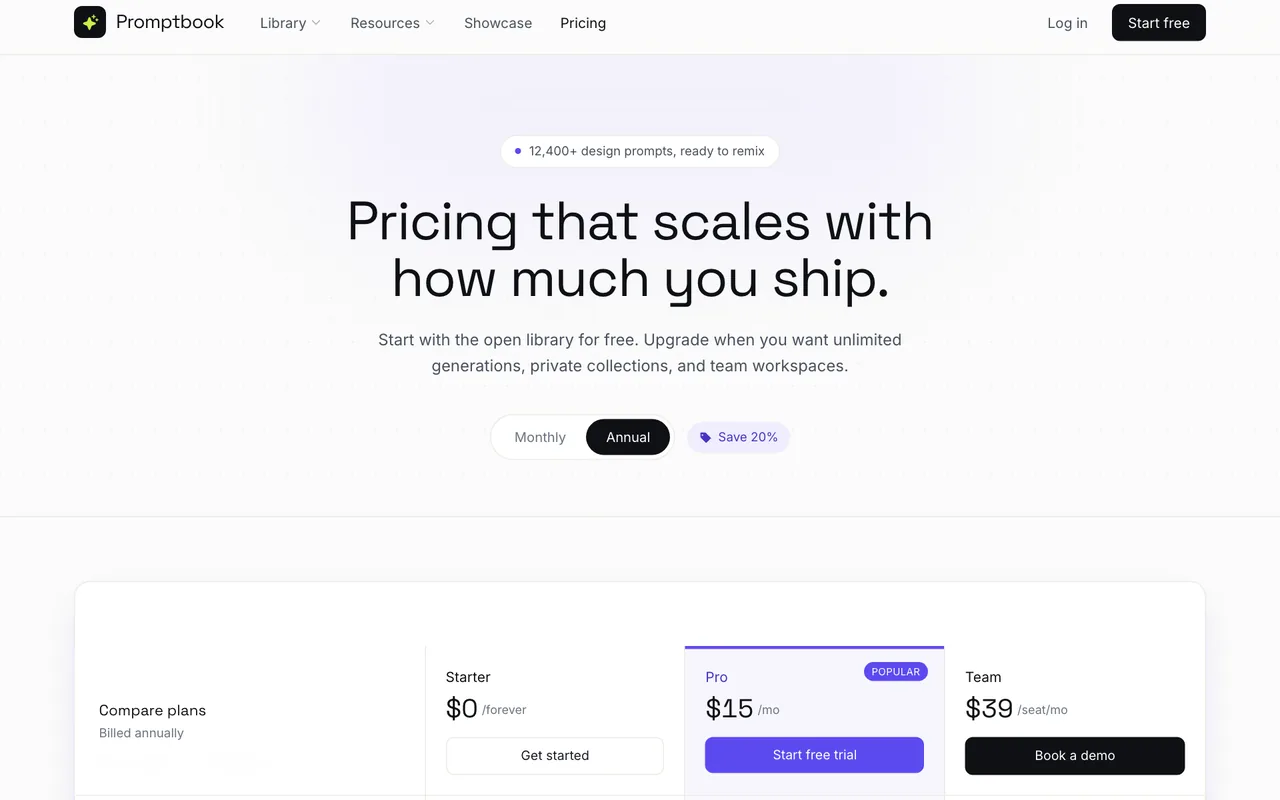 Promptbook
Library
Resources
Showcase
Pricing
Log in
Start free
12,400+ design prompts, ready to remix
Pricing that scales with
how much you ship.
Start with the open library for free. Upgrade when you want unlimited
generations, private collections, and team workspaces.
Monthly
Annual
Save 20%
Compare plans
Billed annually
Starter
$0 /forever
Get started
Pro
POPULAR
$15 /mo
Start free trial
Team
$39 /seat/mo
Book a demo